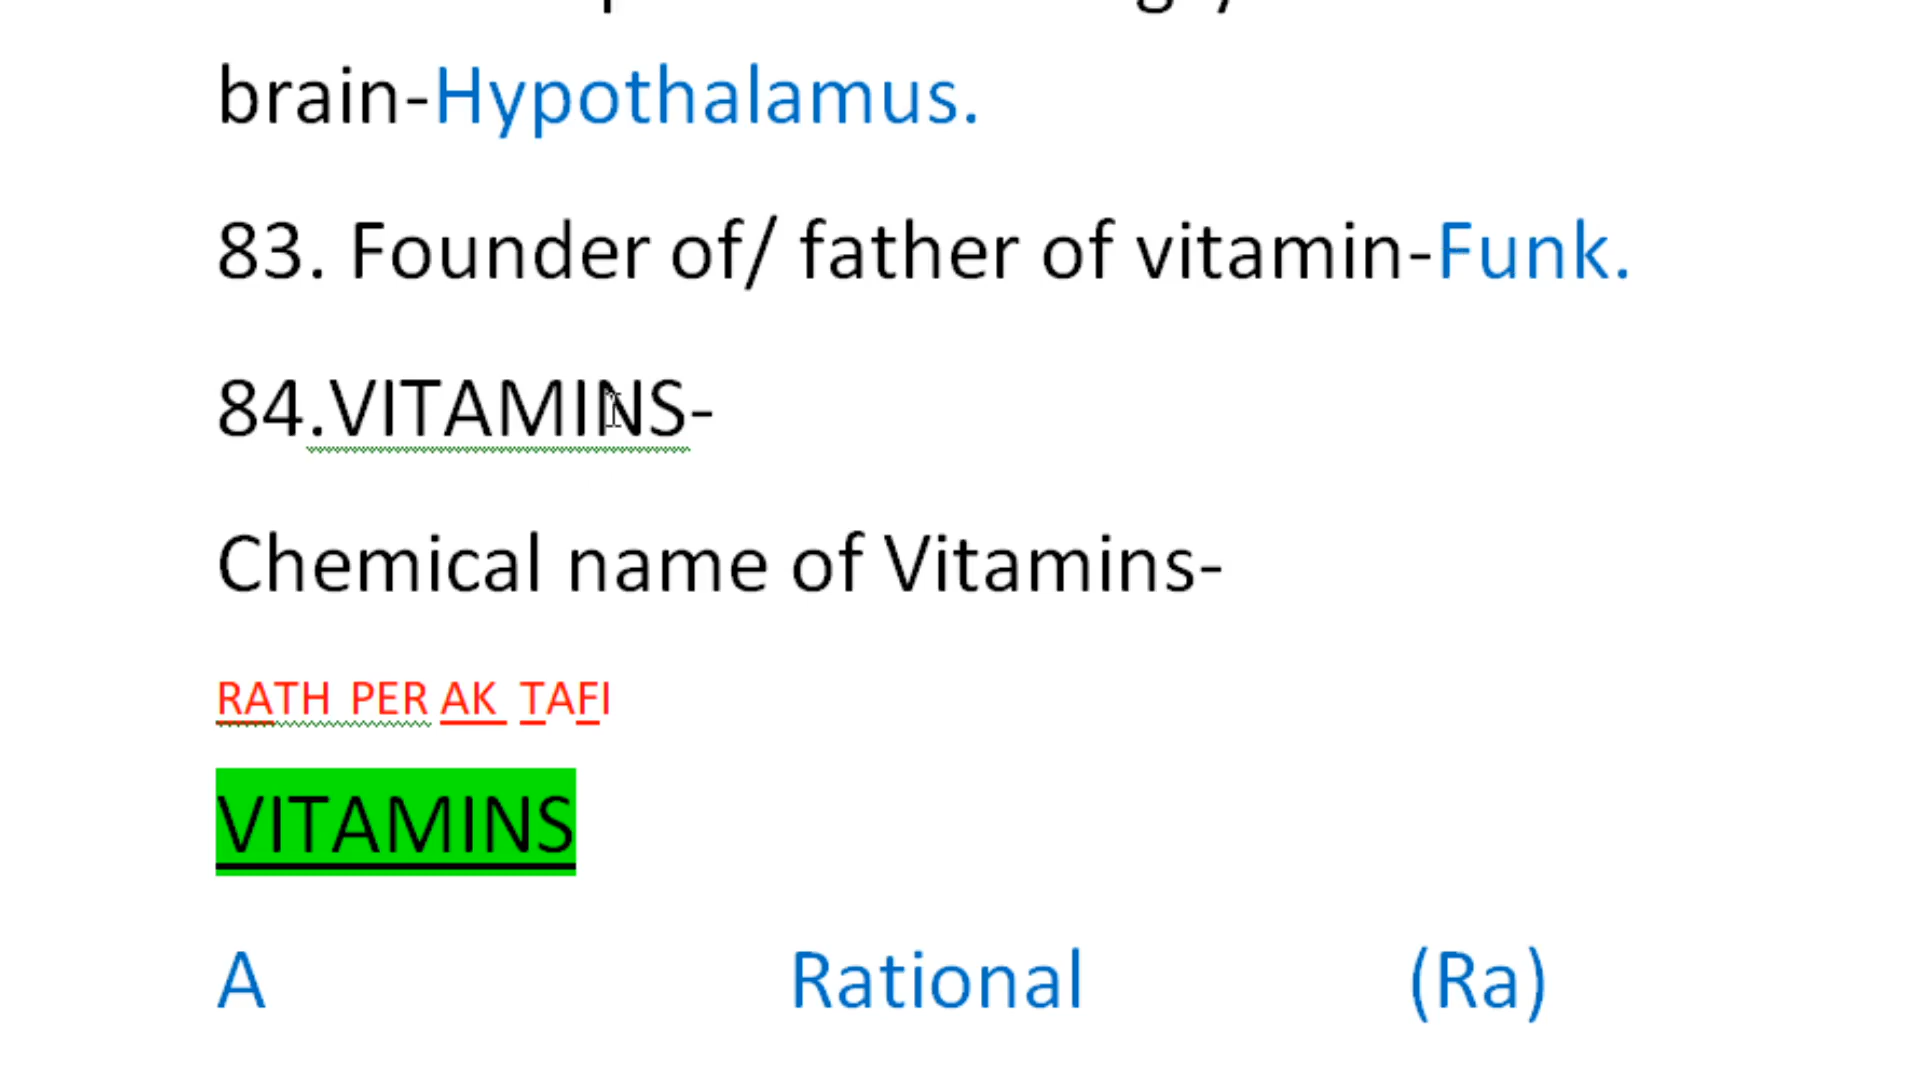 brain-Hypothalamus.
83. Founder of/ father of vitamin-Funk.
84.VITAMINS-
Chemical name of Vitamins-
RATH PER AK TAFI
VITAMINS
A Rational (Ra)